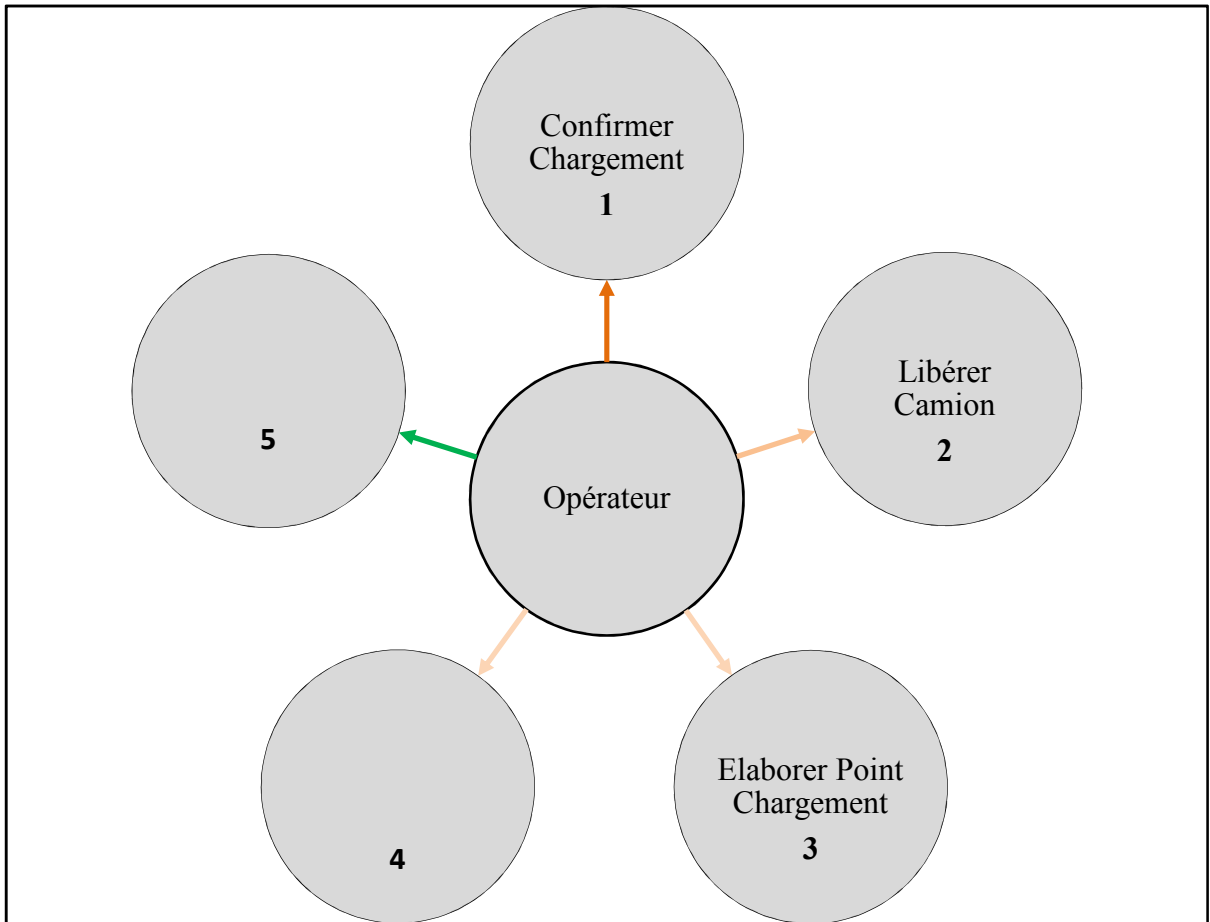 Confirmer
Chargement
1
Libérer
Camion
2
5
Opérateur
Elaborer Point
Chargement
3
4